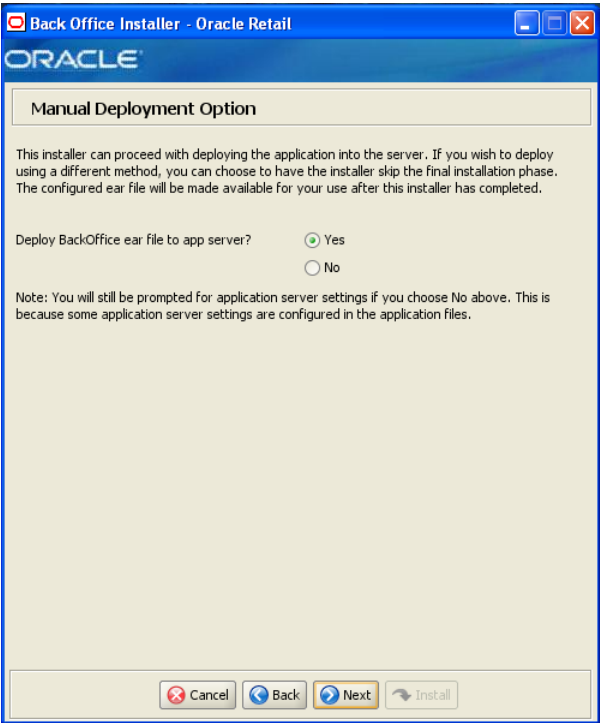 Back Office Installer - Oracle Retail
ORACLE
Manual Deployment Option
This installer can proceed with deploying the application into the server. If you wish to deploy
using a different method, you can choose to have the installer skip the final installation phase.
The configured ear file will be made available for your use after this installer has completed.
Deploy BackOffice ear file to app server?
Yes
No
Note: You will still be prompted for application server settings if you choose No above. This is
because some application server settings are configured in the application files.
Cancel
Back
Next
Install